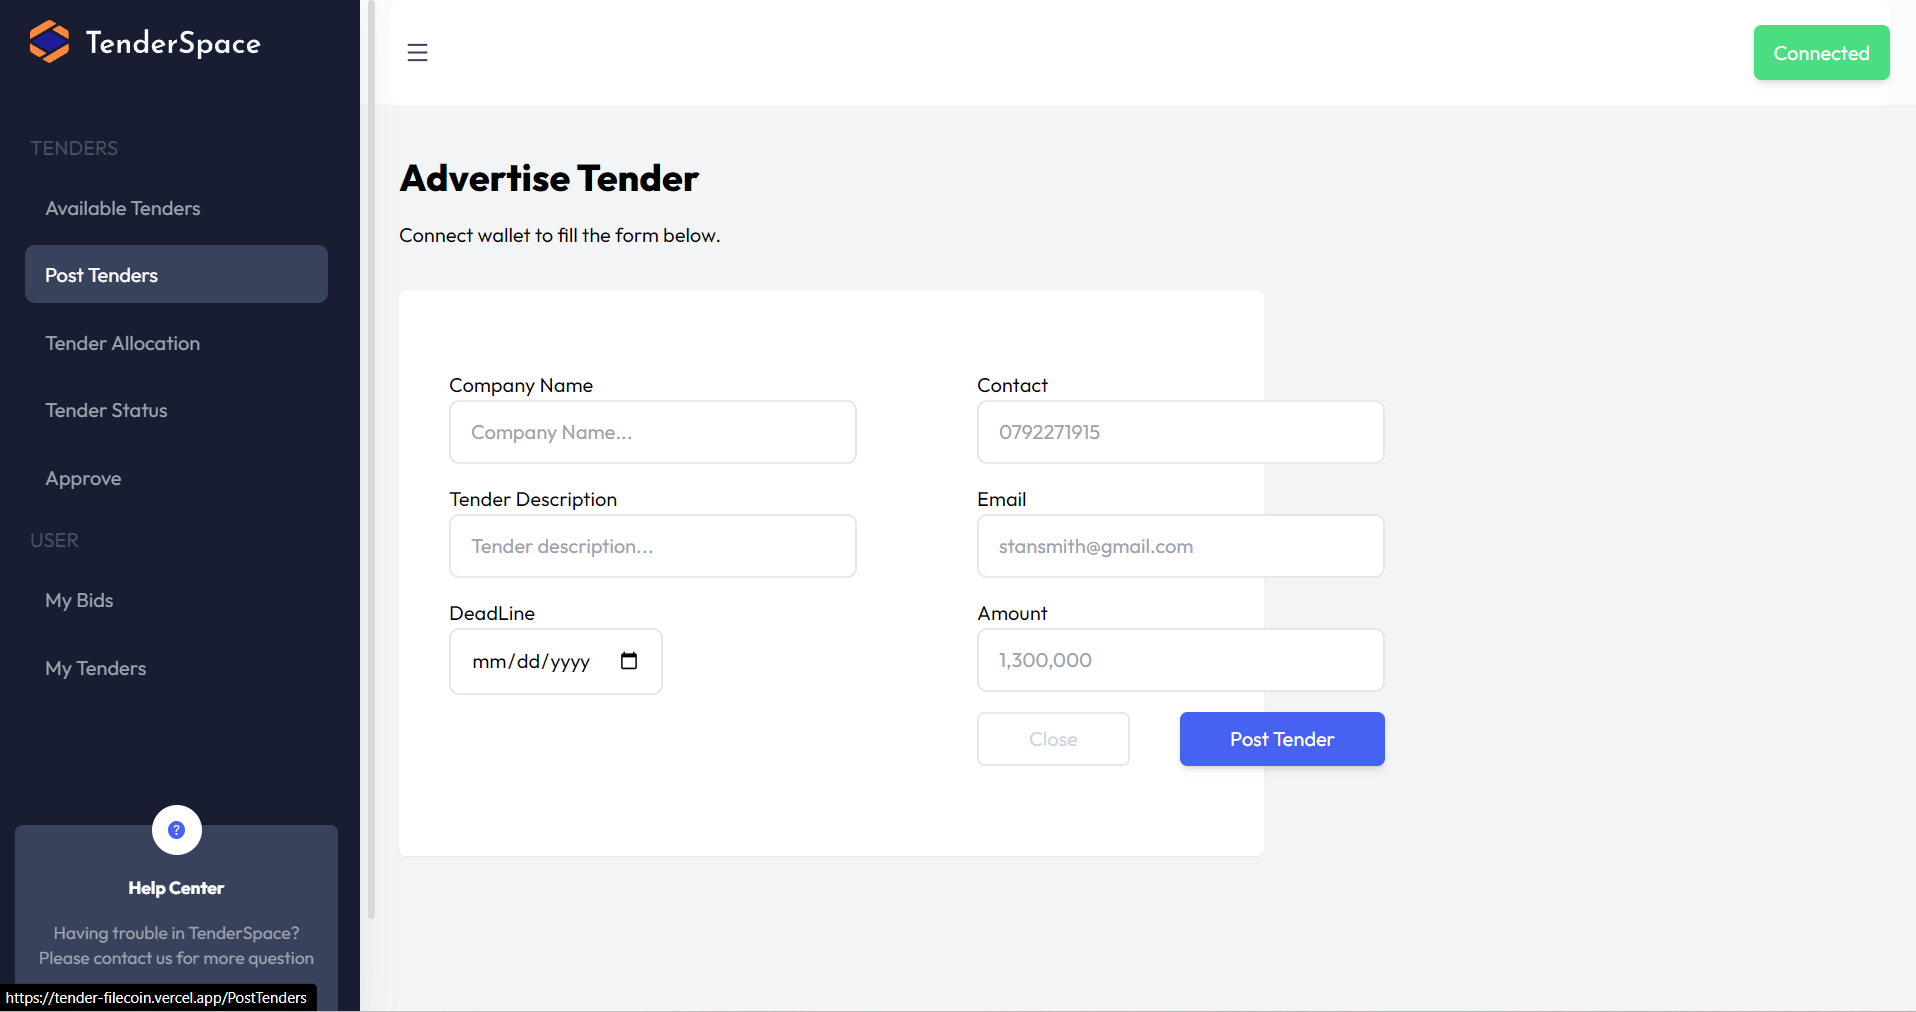 TenderSpace
TENDERS
Available Tenders
Post Tenders
Tender Allocation
Tender Status
Approve
USER
My Bids
My Tenders
?
Help Center
Having trouble in TenderSpace?
Please contact us for more question
https://tender-filecoin.vercel.app/PostTenders
Connected
Advertise Tender
Connect wallet to fill the form below.
Company Name
Company Name...
Tender Description
Tender description...
DeadLine
mm/dd/yyyy
Contact
0792271915
Email
stansmith@gmail.com
Amount
1,300,000
Close
Post Tender